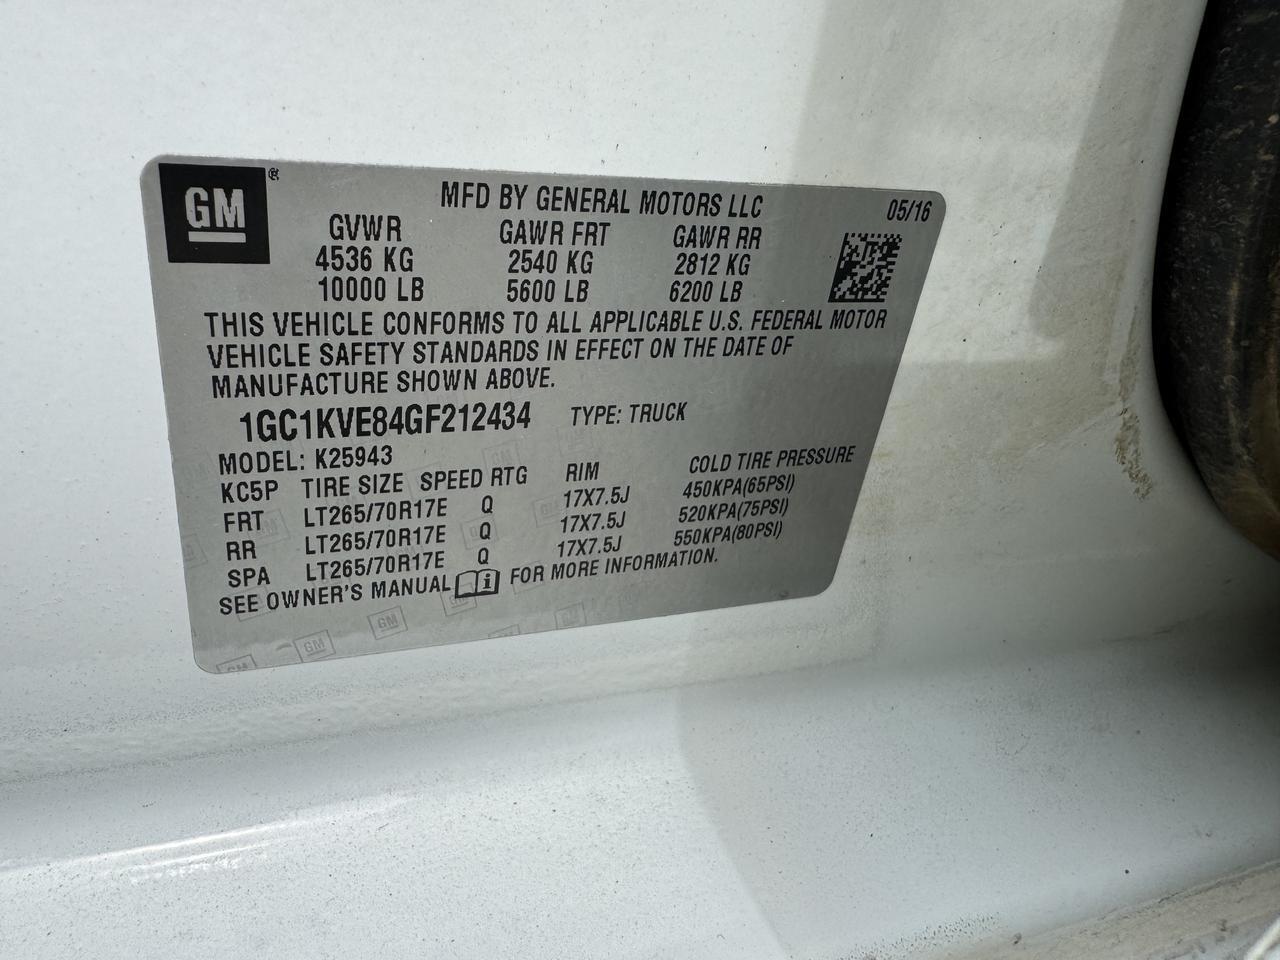 GM ®
MFD BY GENERAL MOTORS LLC 05/16
GVWR GAWR FRT GAWR RR
4536 KG 2540 KG 2812 KG
10000 LB 5600 LB 6200 LB
THIS VEHICLE CONFORMS TO ALL APPLICABLE U.S. FEDERAL MOTOR
VEHICLE SAFETY STANDARDS IN EFFECT ON THE DATE OF
MANUFACTURE SHOWN ABOVE.
1GC1KVE84GF212434 TYPE: TRUCK
MODEL: K25943
KC5P TIRE SIZE SPEED RTG RIM COLD TIRE PRESSURE
FRT LT265/70R17E Q 17X7.5J 450KPA(65PSI)
RR LT265/70R17E Q 17X7.5J 520KPA(75PSI)
SPA LT265/70R17E Q 17X7.5J 550KPA(80PSI)
SEE OWNER'S MANUAL i FOR MORE INFORMATION.
GM
GM
GM
GM